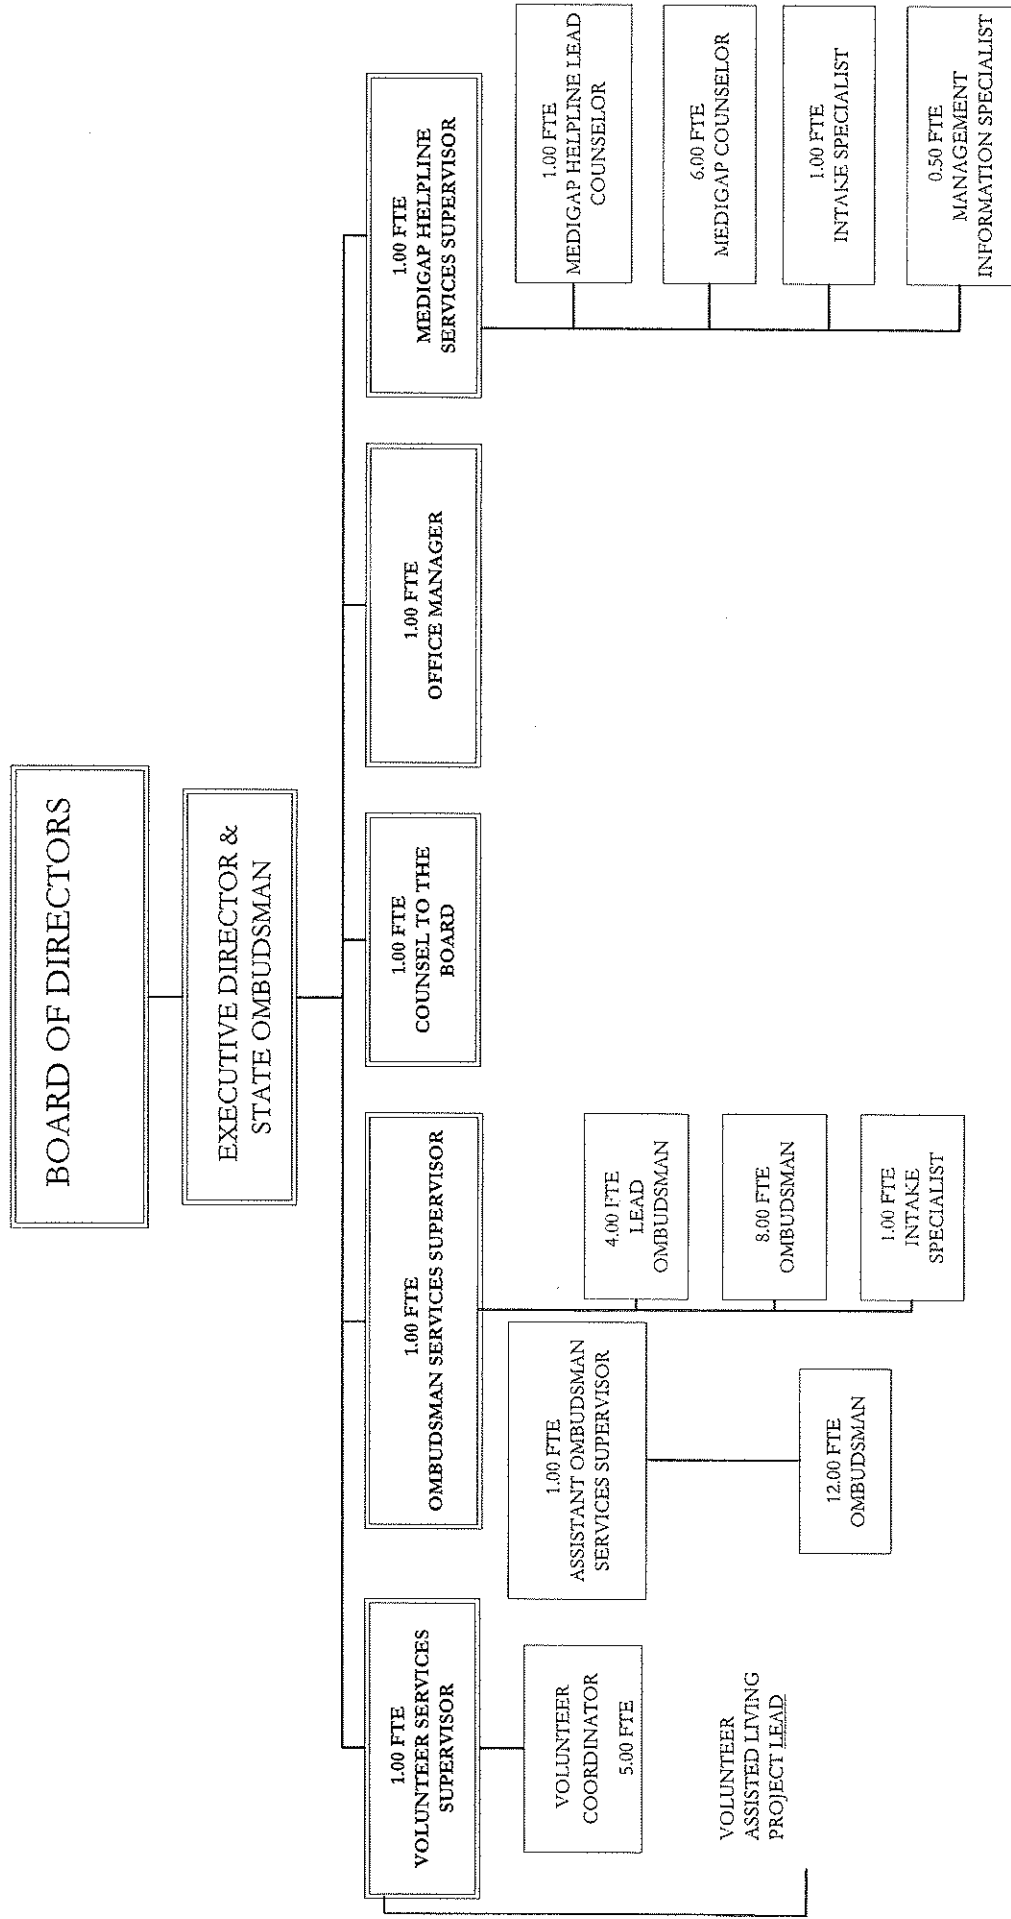 BOARD OF DIRECTORS
EXECUTIVE DIRECTOR &
STATE OMBUDSMAN
1.00 FTE
VOLUNTEER SERVICES
SUPERVISOR
1.00 FTE
OMBUDSMAN SERVICES SUPERVISOR
1.00 FTE
COUNSEL TO THE
BOARD
1.00 FTE
OFFICE MANAGER
1.00 FTE
MEDIGAP HELPLINE
SERVICES SUPERVISOR
VOLUNTEER
COORDINATOR
5.00 FTE
VOLUNTEER
ASSISTED LIVING
PROJECT LEAD
1.00 FTE
ASSISTANT OMBUDSMAN
SERVICES SUPERVISOR
12.00 FTE
OMBUDSMAN
4.00 FTE
LEAD
OMBUDSMAN
8.00 FTE
OMBUDSMAN
1.00 FTE
INTAKE
SPECIALIST
1.00 FTE
MEDIGAP HELPLINE LEAD
COUNSELOR
6.00 FTE
MEDIGAP COUNSELOR
1.00 FTE
INTAKE SPECIALIST
0.50 FTE
MANAGEMENT
INFORMATION SPECIALIST